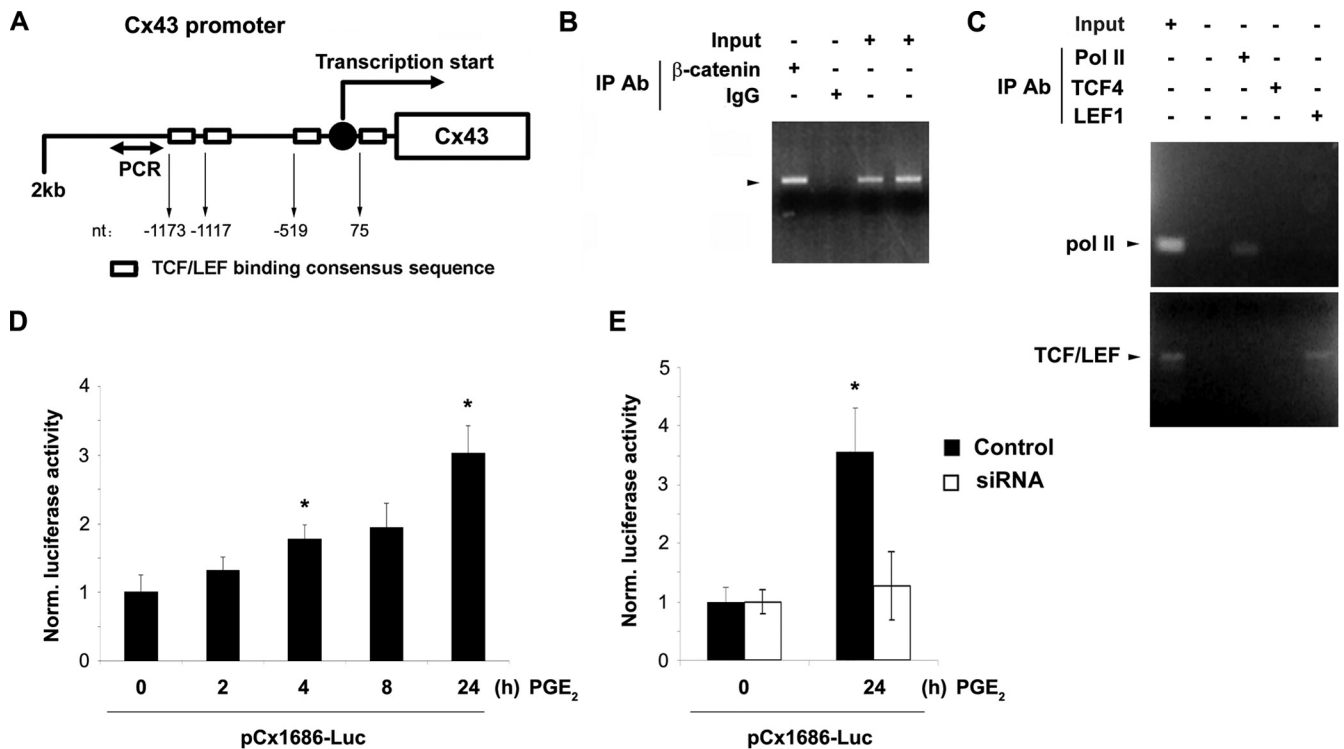 A
Cx43 promoter
Transcription start
Cx43
PCR
2kb
nt: -1173 -1117 -519 75
TCF/LEF binding consensus sequence
B
Input - - + +
IP Ab
β-catenin + - - -
IgG - + - -
C
Input + - - - -
IP Ab
Pol II - - + - -
TCF4 - - - + -
LEF1 - - - - +
pol II
TCF/LEF
D
Norm. luciferase activity
4
3
2
1
0
* *
0 2 4 8 24 (h) PGE2
pCx1686-Luc
E
Norm. luciferase activity
5
4
3
2
1
0
*
Control
siRNA
0 24 (h) PGE2
pCx1686-Luc